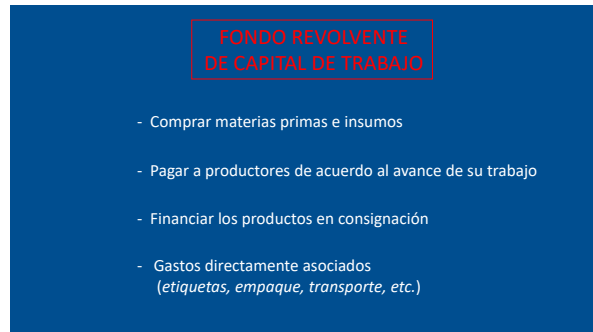 FONDO REVOLVENTE
DE CAPITAL DE TRABAJO
- Comprar materias primas e insumos
- Pagar a productores de acuerdo al avance de su trabajo
- Financiar los productos en consignación
- Gastos directamente asociados
(etiquetas, empaque, transporte, etc.)